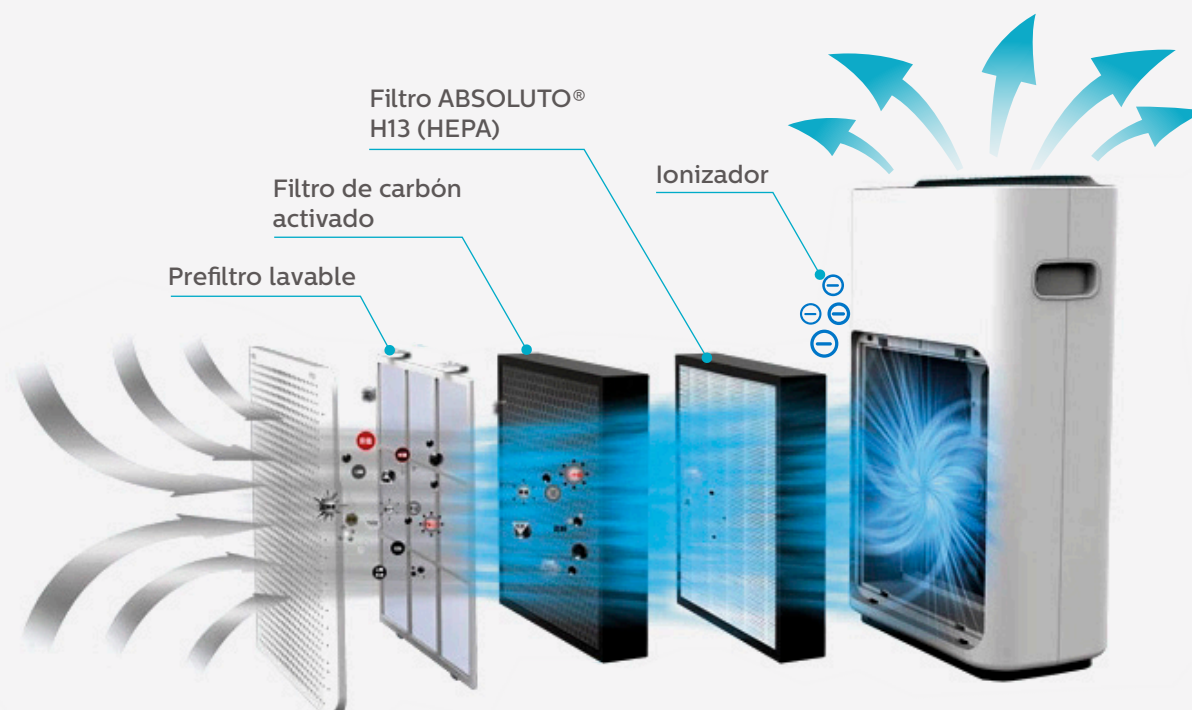 Filtro ABSOLUTO®
H13 (HEPA)
Ionizador
Filtro de carbón
activado
Prefiltro lavable